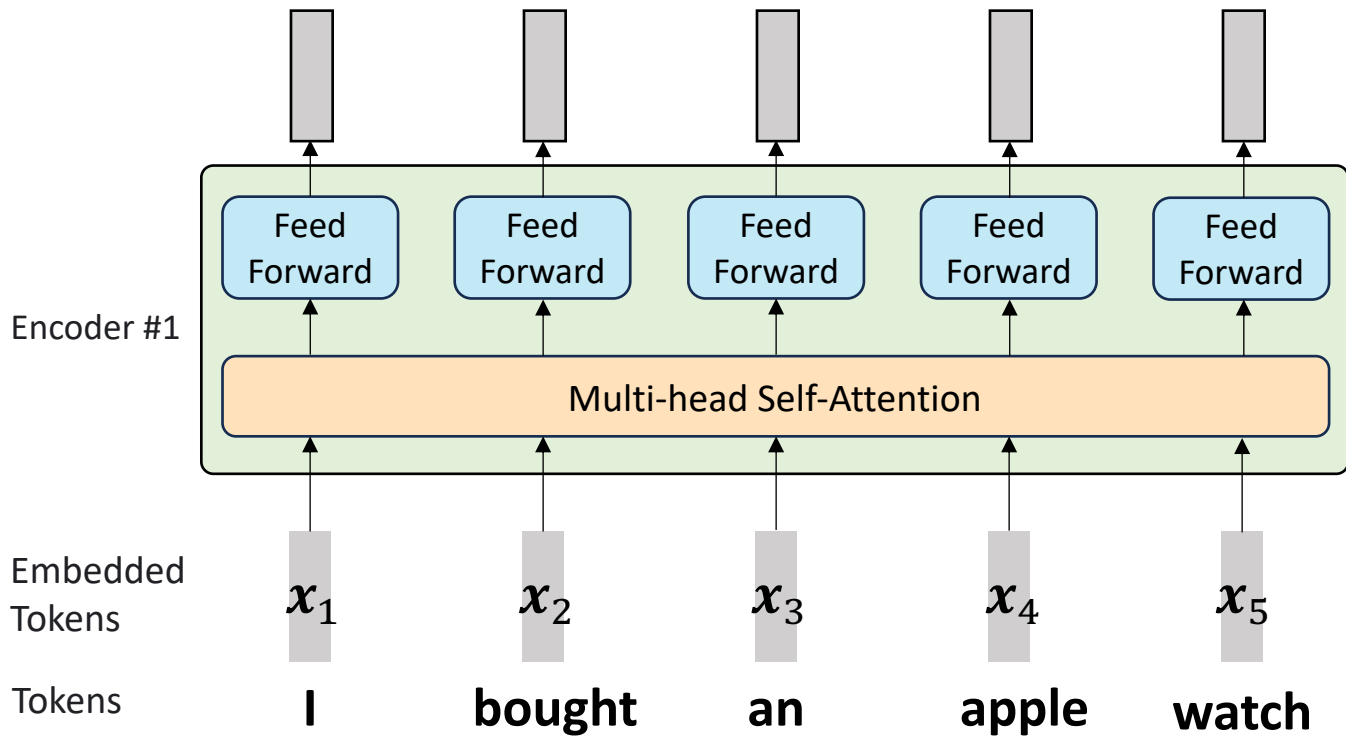 Feed Feed Feed Feed Feed
Forward Forward Forward Forward Forward
Encoder #1
Multi-head Self-Attention
Embedded
Tokens
x₁ x₂ x₃ x₄ x₅
Tokens I bought an apple watch